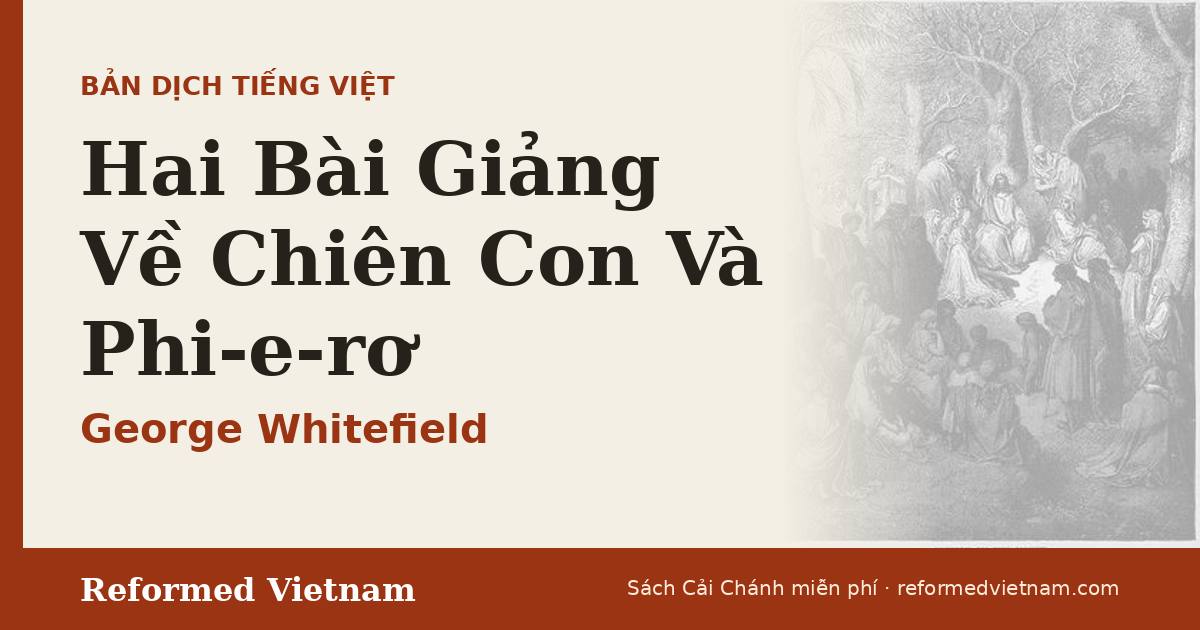 BẢN DỊCH TIẾNG VIỆT
Hai Bài Giảng
Về Chiên Con Và
Phi-e-rơ
George Whitefield
Reformed Vietnam
Sách Cải Chánh miễn phí · reformedvietnam.com